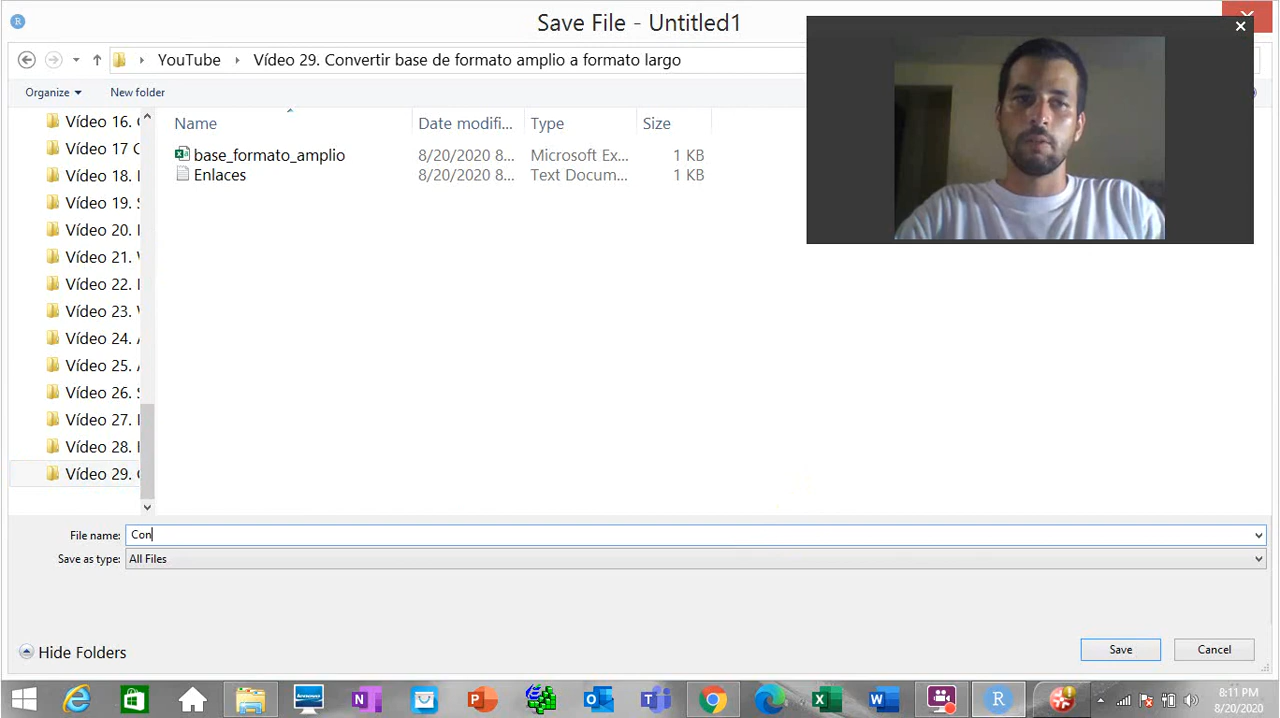 Save File - Untitled1
YouTube Vídeo 29. Convertir base de formato amplio a formato largo
Organize New folder
Name Date modifi... Type Size
base_formato_amplio 8/20/2020 8... Microsoft Ex... 1 KB
Enlaces 8/20/2020 8... Text Docum... 1 KB
Vídeo 16.
Vídeo 17
Vídeo 18.
Vídeo 19.
Vídeo 20.
Vídeo 21.
Vídeo 22.
Vídeo 23.
Vídeo 24.
Vídeo 25.
Vídeo 26.
Vídeo 27.
Vídeo 28.
Vídeo 29.
File name: Con
Save as type: All Files
Hide Folders
Save Cancel
8:11 PM
8/20/2020